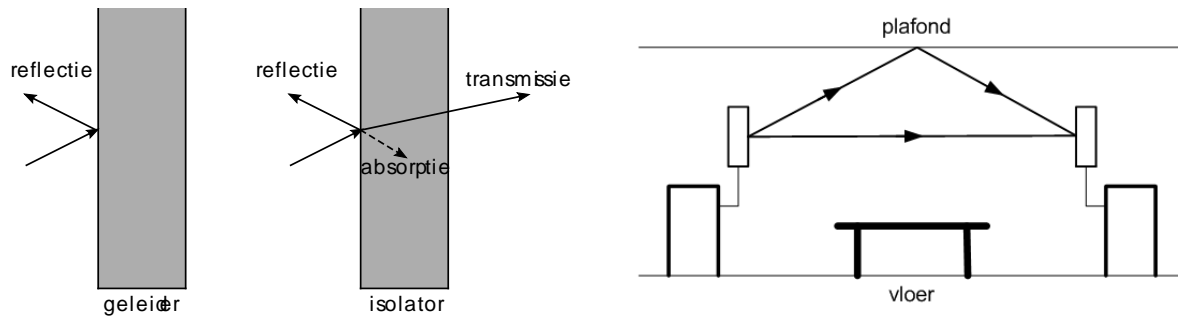 reflectie
geleider
reflectie
transmissie
absorptie
isolator
plafond
vloer